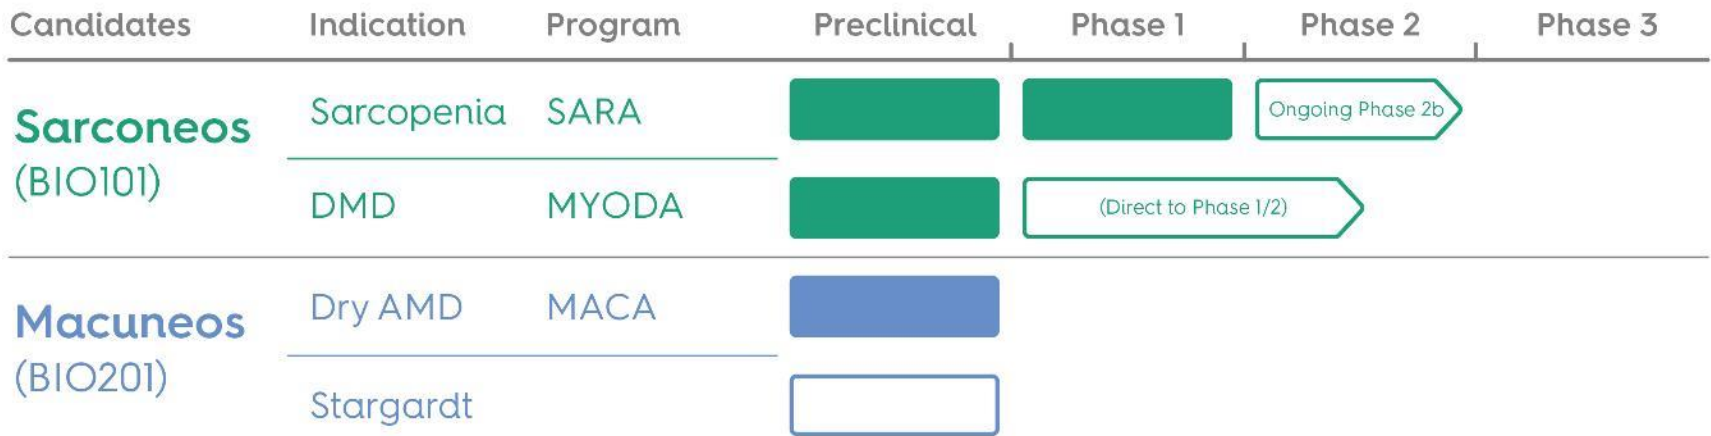 Candidates Indication Program Preclinical Phase 1 Phase 2 Phase 3
Sarconeos
(BIO101)
Sarcopenia SARA Ongoing Phase 2b
DMD MYODA (Direct to Phase 1/2)
Macuneos
(BIO201)
Dry AMD MACA
Stargardt